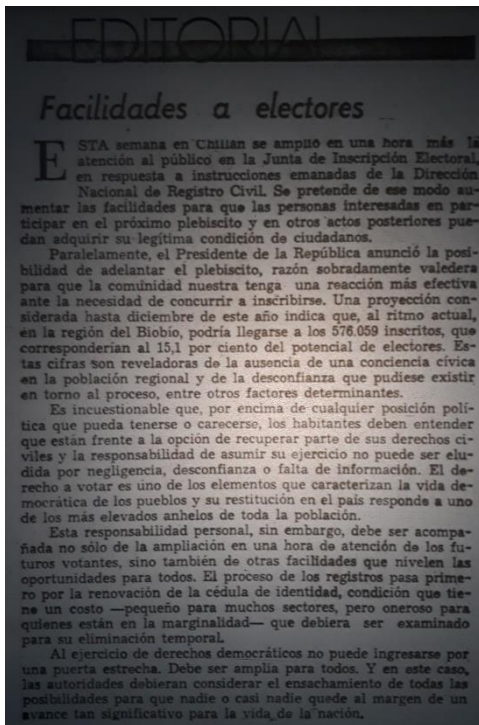 EDITORIAL
Facilidades a electores
ESTA semana en Chillán se amplió en una hora más la
atención al público en la Junta de Inscripción Electoral,
en respuesta a instrucciones emanadas de la Dirección
Nacional de Registro Civil. Se pretende de ese modo au-
mentar las facilidades para que las personas interesadas en par-
ticipar en el próximo plebiscito y en otros actos posteriores pue-
dan adquirir su legítima condición de ciudadanos.
Paralelamente, el Presidente de la República anunció la posi-
bilidad de adelantar el plebiscito, razón sobradamente valedera
para que la comuinidad nuestra tenga una reacción más efectiva
ante la necesidad de concurrir a inscribirse. Una proyección con-
siderada hasta diciembre de este año indica que, al ritmo actual,
en la región del Biobío, podría llegarse a los 576.059 inscritos, que
corresponderían al 15,1 por ciento del potencial de electores. Es-
tas cifras son reveladoras de la ausencia de una conciencia cívica
en la población regional y de la desconfianza que pudiese existir
en torno al proceso, entre otros factores determinantes.
Es incuestionable que, por encima de cualquier posición polí-
tica que pueda tenerse o carecerse, los habitantes deben entender
que están frente a la opción de recuperar parte de sus derechos ci-
viles y la responsabilidad de asumir su ejercicio no puede ser elu-
dida por negligencia, desconfianza o falta de información. El de-
recho a votar es uno de los elementos que caracterizan la vida de-
mocrática de los pueblos y su restitución en el país responde a uno
de los más elevados anhelos de toda la población.
Esta responsabilidad personal, sin embargo, debe ser acompa-
ñada no sólo de la ampliación en una hora de atención de los fu-
turos votantes, sino también de otras facilidades que nivelen las
oportunidades para todos. El proceso de los registros pasa prime-
ro por la renovación de la cédula de identidad, condición que tie-
ne un costo —pequeño para muchos sectores, pero oneroso para
quienes están en la marginalidad— que debiera ser examinado
para su eliminación temporal.
Al ejercicio de derechos democráticos no puede ingresarse por
una puerta estrecha. Debe ser amplia para todos. Y en este caso,
las autoridades debieran considerar el ensachamiento de todas las
posibilidades para que nadie o casi nadie quede al margen de un
avance tan significativo para la vida de la nación.